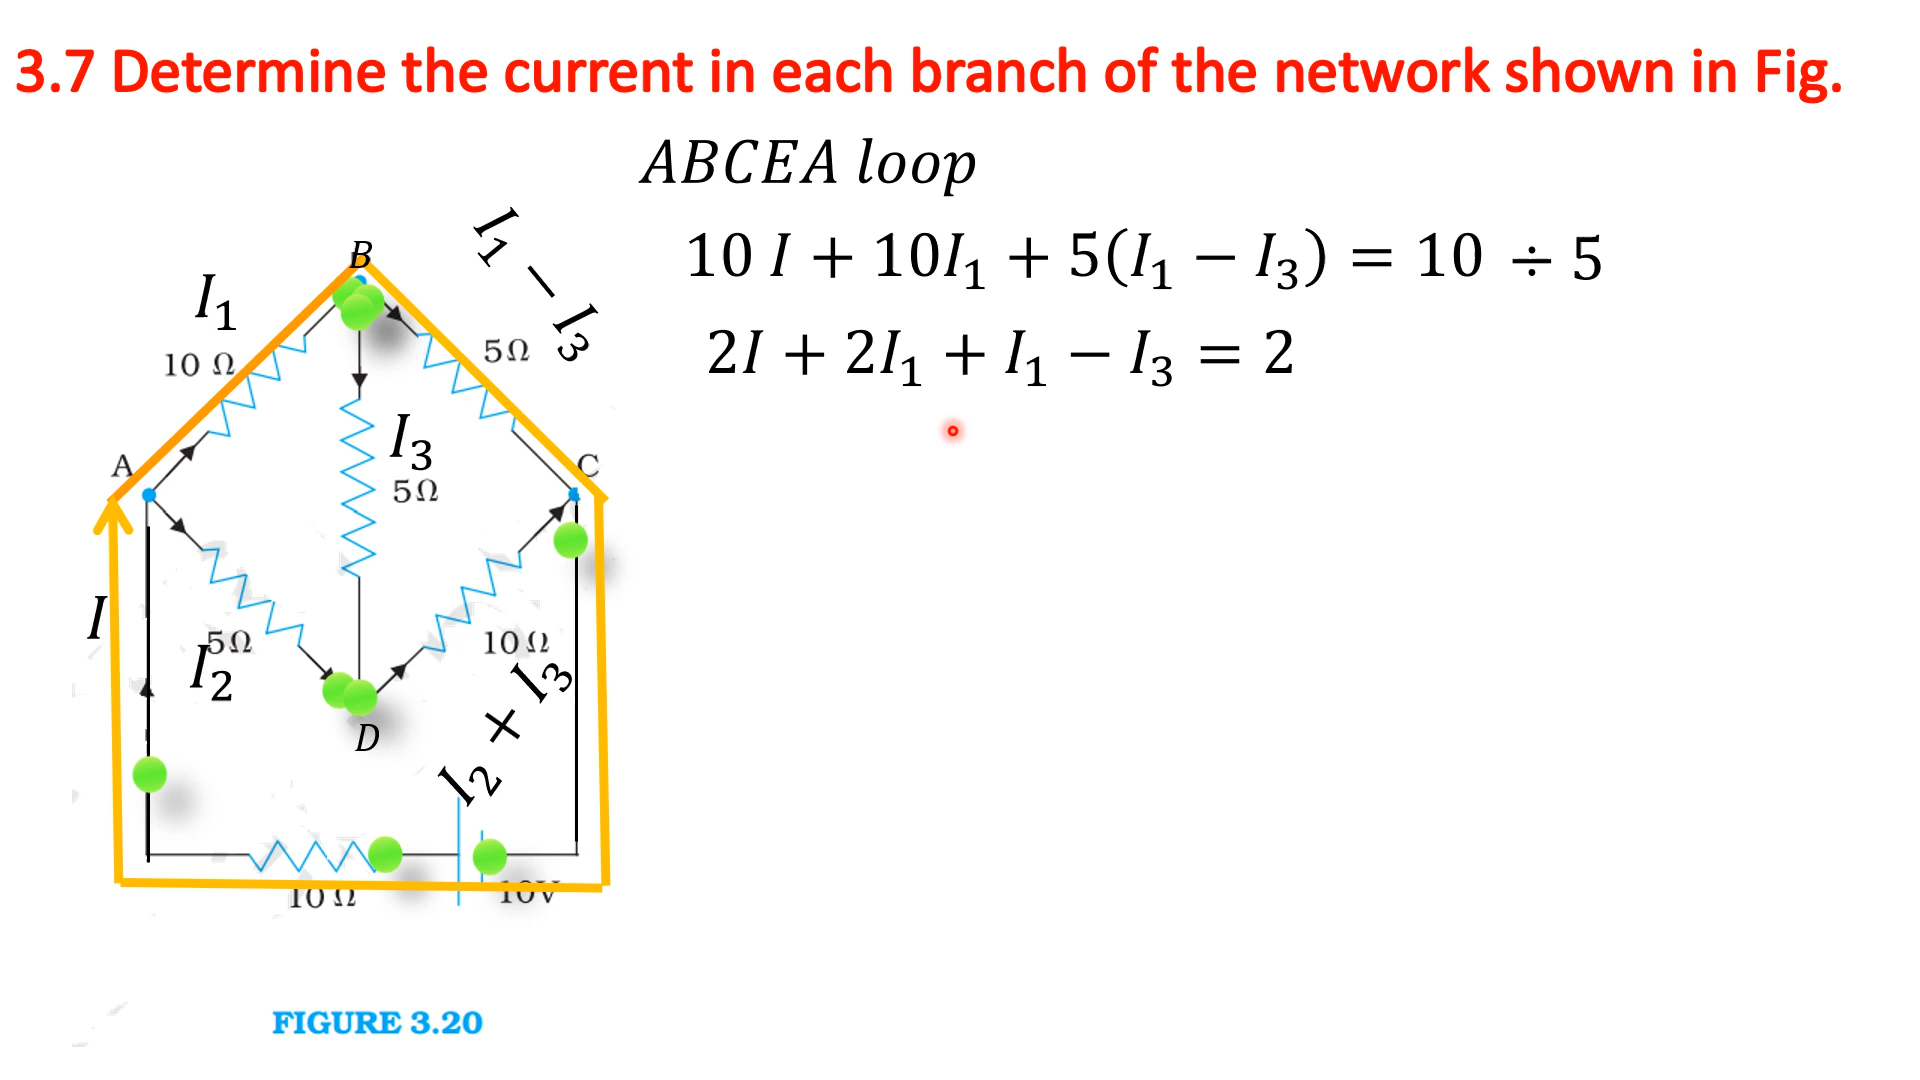 3.7 Determine the current in each branch of the network shown in Fig.
ABCEA loop
10 I + 10I₁ + 5(I₁ − I₃) = 10 ÷ 5
2I + 2I₁ + I₁ − I₃ = 2
B
I₁ − I₃
I₁
10 Ω
5Ω
I₃
5Ω
A
C
I
5Ω
I₂
10 Ω
I₂ + I₃
D
10 Ω
10V
FIGURE 3.20